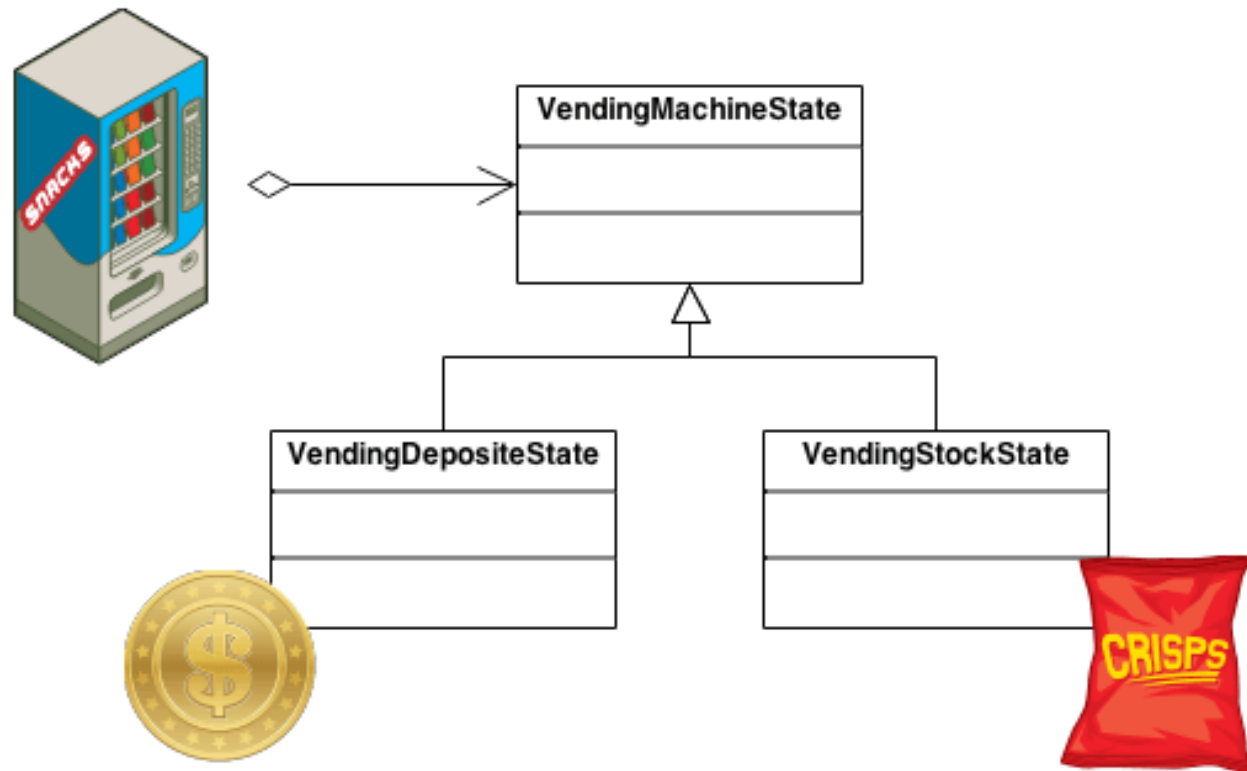 SNACKS
VendingMachineState
VendingDepositeState
VendingStockState
$
CRISPS